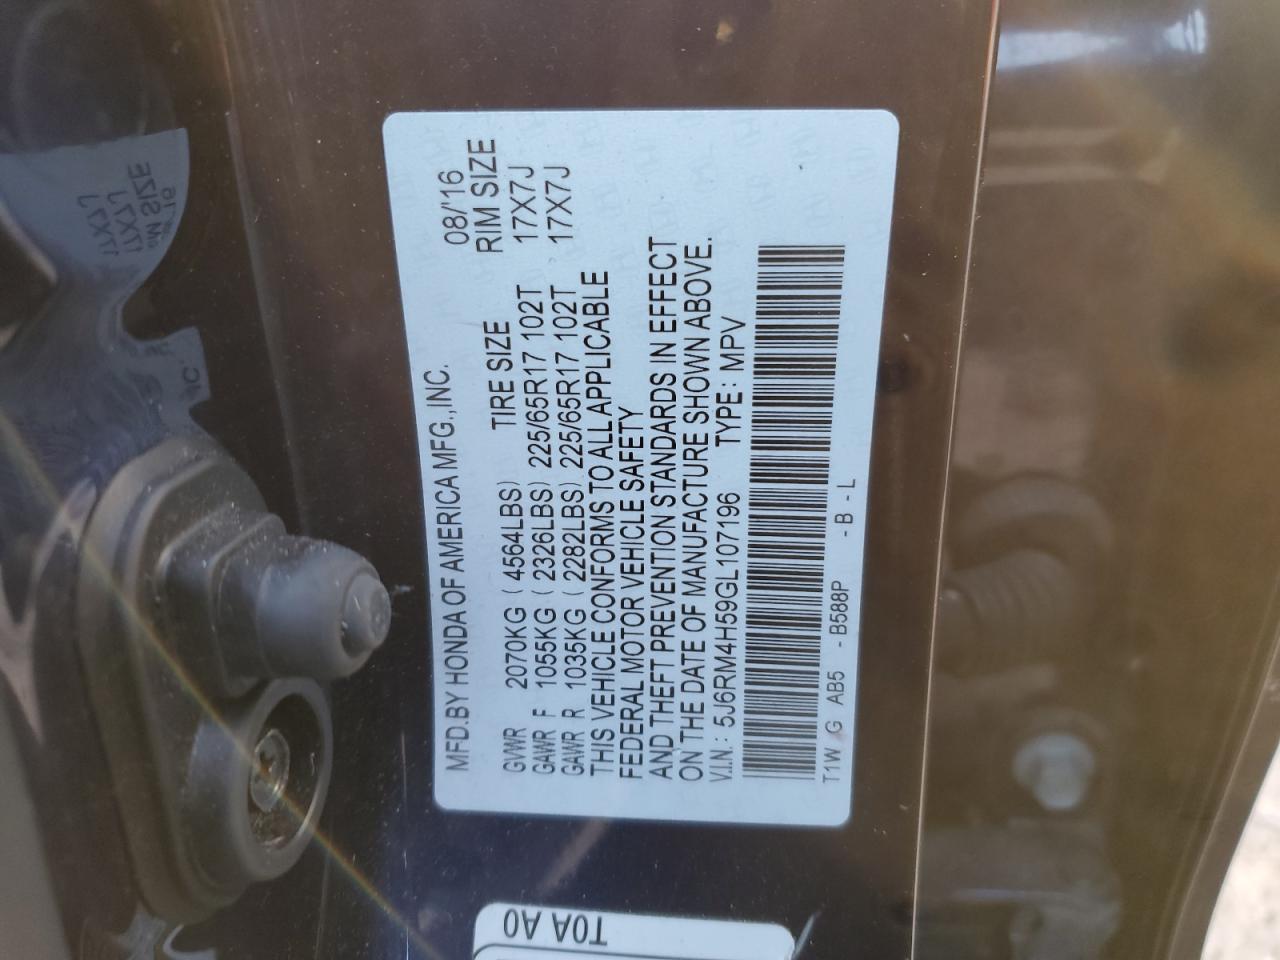 MFD.BY HONDA OF AMERICA MFG.,INC. 08/'16
TIRE SIZE RIM SIZE
GVWR 2070KG (4564LBS)
GAWR F 1055KG (2326LBS) 225/65R17 102T 17X7J
GAWR R 1035KG (2282LBS) 225/65R17 102T 17X7J
THIS VEHICLE CONFORMS TO ALL APPLICABLE
FEDERAL MOTOR VEHICLE SAFETY
AND THEFT PREVENTION STANDARDS IN EFFECT
ON THE DATE OF MANUFACTURE SHOWN ABOVE.
V.I.N.: 5J6RM4H59GL107196 TYPE: MPV
T1W G AB5 -B588P -B-L
T0A A0